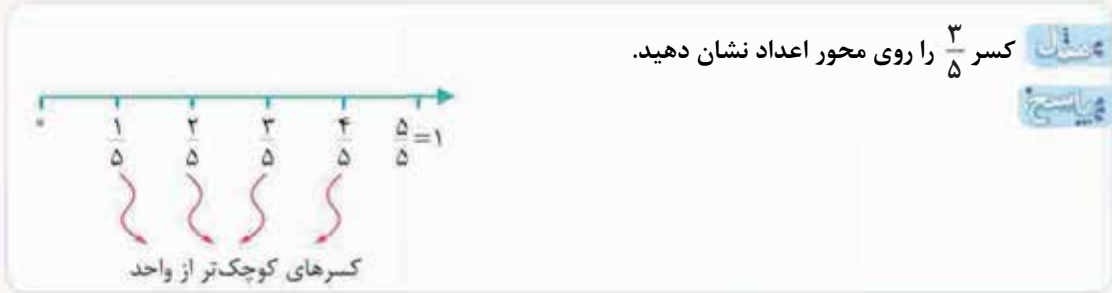 مثال کسر ۳/۵ را روی محور اعداد نشان دهید.
پاسخ
۰ ۱/۵ ۲/۵ ۳/۵ ۴/۵ ۵/۵=۱
کسرهای کوچک‌تر از واحد